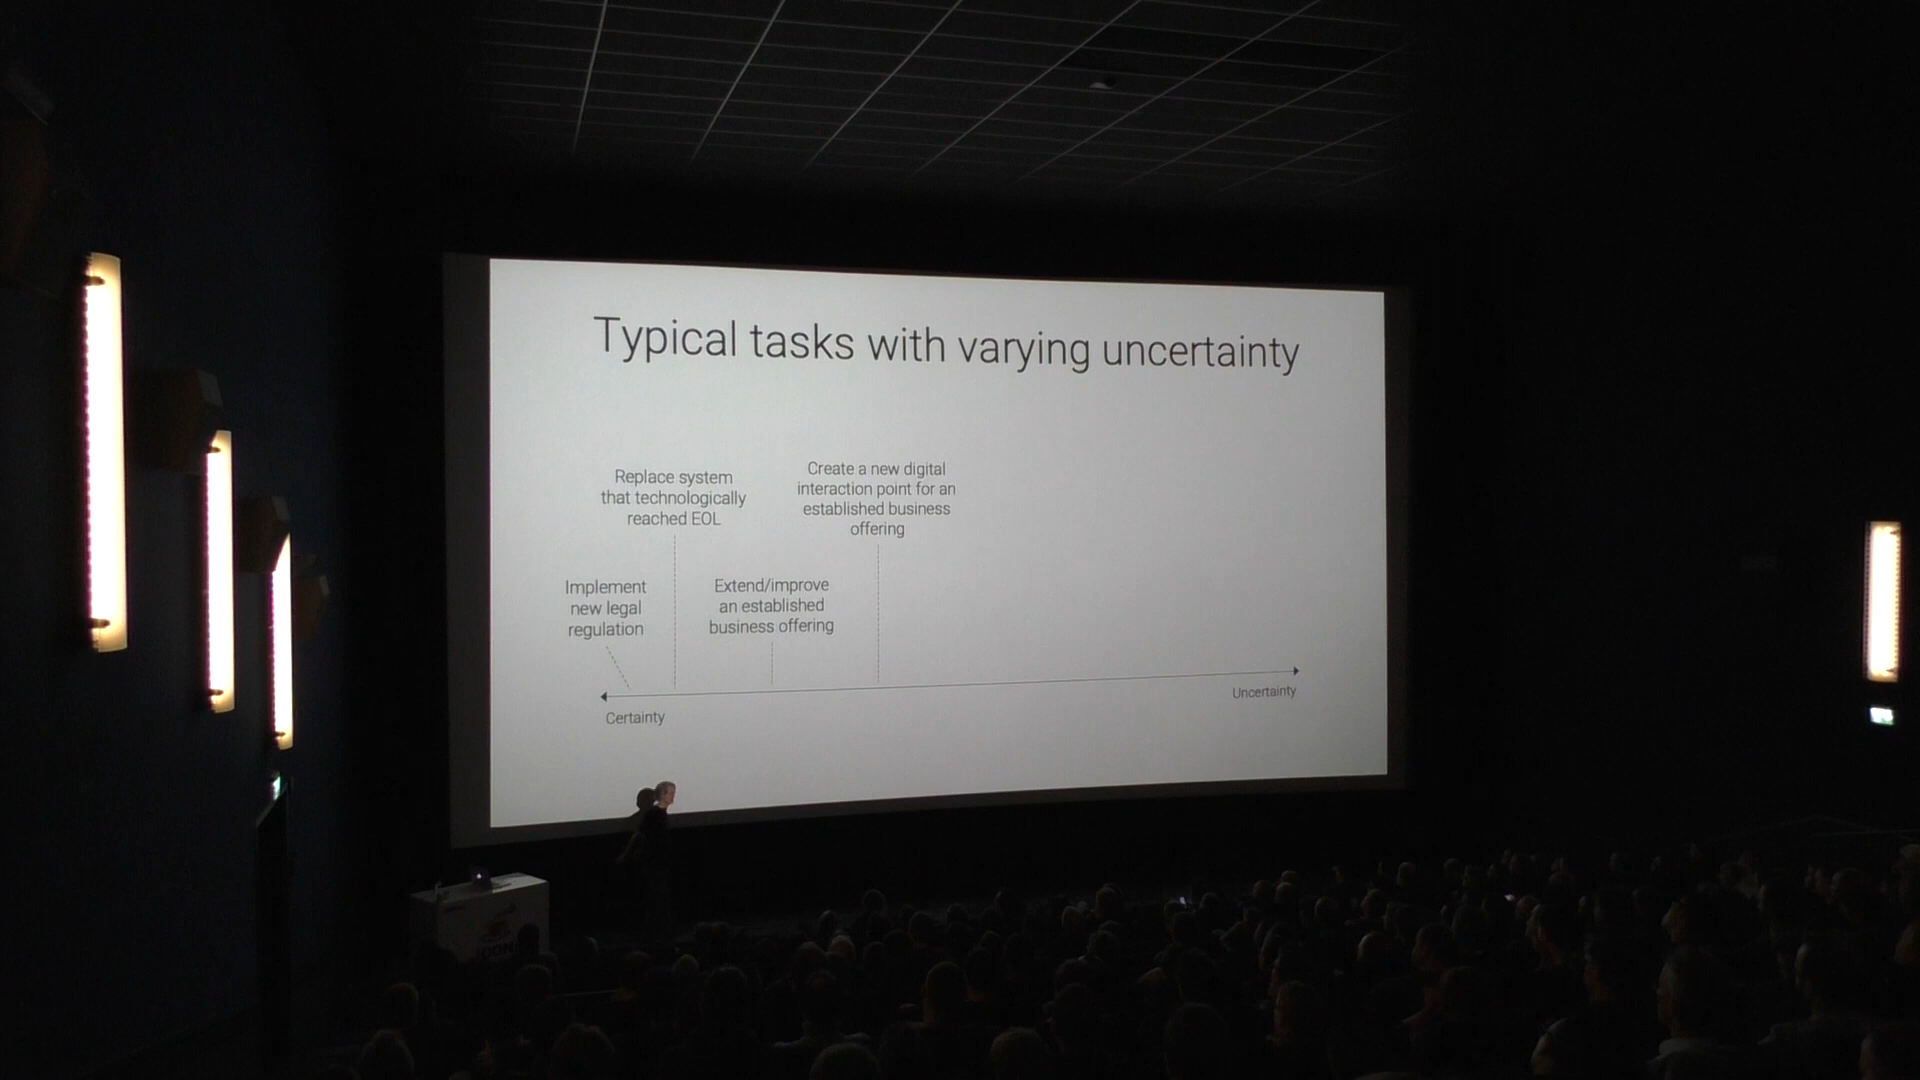 Typical tasks with varying uncertainty
Replace system
that technologically
reached EOL
Create a new digital
interaction point for an
established business
offering
Implement
new legal
regulation
Extend/improve
an established
business offering
Certainty
Uncertainty